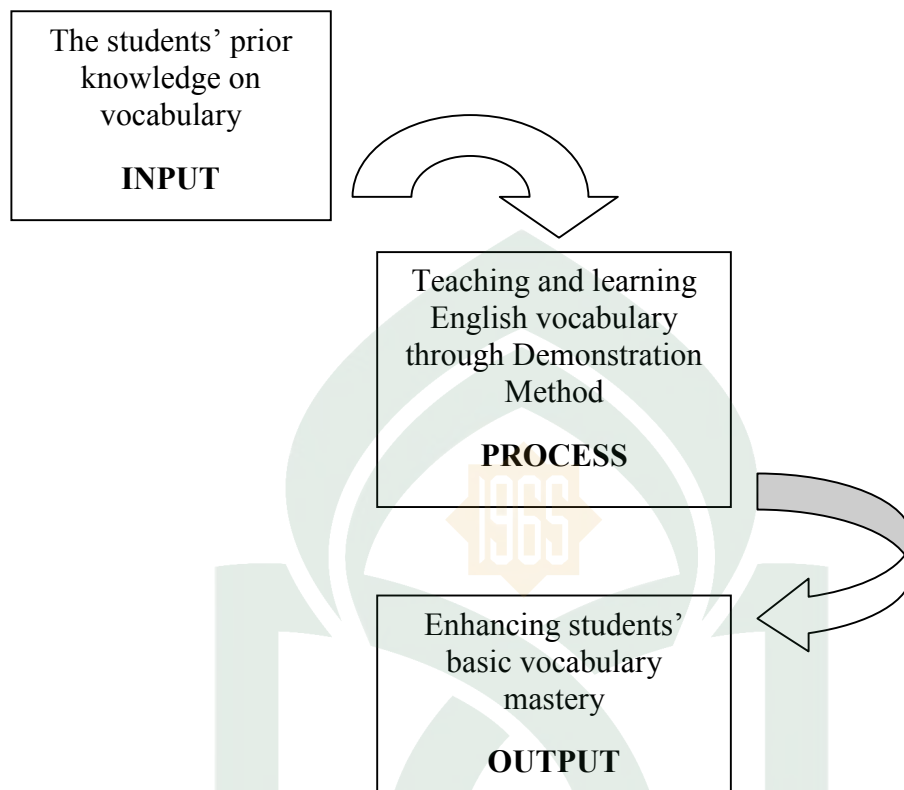 The students’ prior
knowledge on
vocabulary
INPUT
Teaching and learning
English vocabulary
through Demonstration
Method
PROCESS
1965
Enhancing students’
basic vocabulary
mastery
OUTPUT